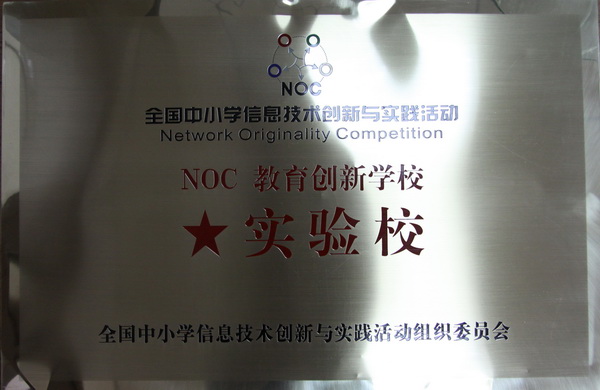 NOC
全国中小学信息技术创新与实践活动
Network Originality Competition
NOC 教育创新学校
★实验校
全国中小学信息技术创新与实践活动组织委员会